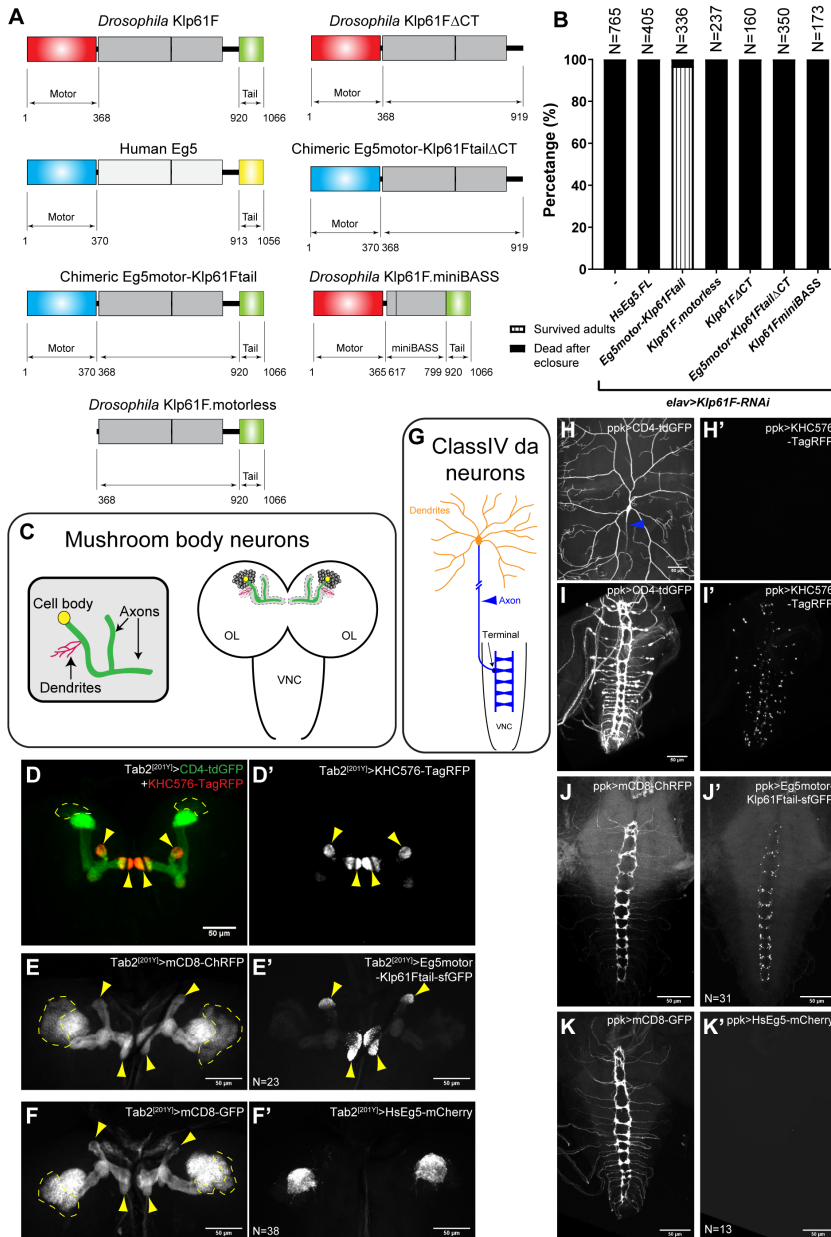 A
Drosophila Klp61F
Motor
Tail
1
368
920
1066
Drosophila Klp61FΔCT
Motor
1
368
919
Human Eg5
Motor
Tail
1
370
913
1056
Chimeric Eg5motor-Klp61FtailΔCT
Motor
1
370
368
919
Chimeric Eg5motor-Klp61Ftail
Motor
Tail
1
370
368
920
1066
Drosophila Klp61F.miniBASS
Motor
miniBASS
Tail
1
365
617
799
920
1066
Drosophila Klp61F.motorless
Tail
368
920
1066
B
N=765
N=405
N=336
N=237
N=160
N=350
N=173
Percetange (%)
100
80
60
40
20
0
-
HsEg5.FL
Eg5motor-Klp61Ftail
Klp61F.motorless
Klp61FΔCT
Eg5motor-Klp61FtailΔCT
Klp61FminiBASS
Survived adults
Dead after
eclosure
elav>Klp61F-RNAi
C
Mushroom body neurons
Cell body
Axons
Dendrites
OL
OL
VNC
G
ClassIV da
neurons
Dendrites
Axon
Terminal
VNC
H
ppk>CD4-tdGFP
50 μm
H'
ppk>KHC576
-TagRFP
I
ppk>CD4-tdGFP
50 μm
I'
ppk>KHC576
-TagRFP
D
Tab2[201Y]>CD4-tdGFP
+KHC576-TagRFP
50 μm
D'
Tab2[201Y]>KHC576-TagRFP
E
Tab2[201Y]>mCD8-ChRFP
N=23
50 μm
E'
Tab2[201Y]>Eg5motor
-Klp61Ftail-sfGFP
50 μm
F
Tab2[201Y]>mCD8-GFP
N=38
50 μm
F'
Tab2[201Y]>HsEg5-mCherry
50 μm
J
ppk>mCD8-ChRFP
N=31
50 μm
J'
ppk>Eg5motor-
Klp61Ftail-sfGFP
50 μm
K
ppk>mCD8-GFP
N=13
50 μm
K'
ppk>HsEg5-mCherry
50 μm